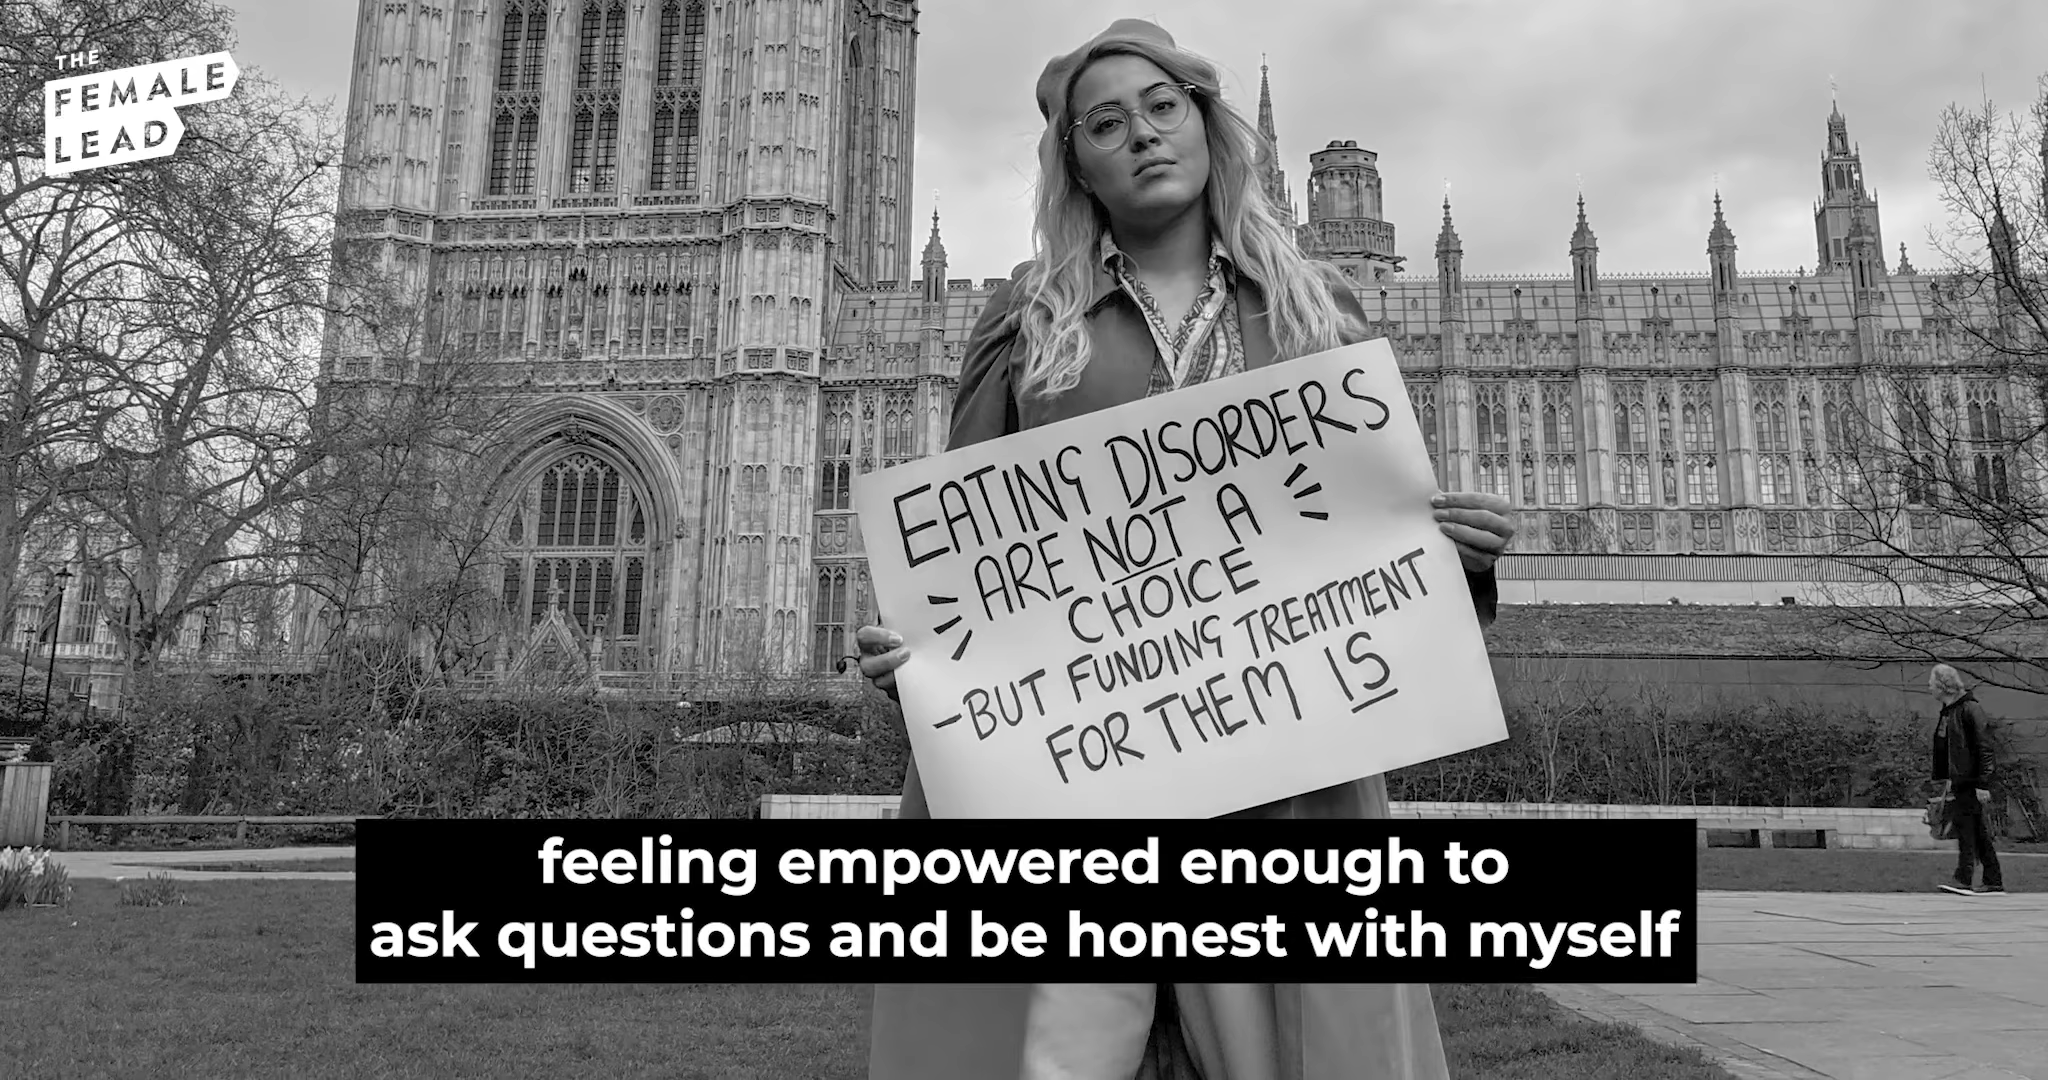 THE
FEMALE
LEAD
EATING DISORDERS
ARE NOT A
CHOICE
-BUT FUNDING TREATMENT
FOR THEM IS
feeling empowered enough to
ask questions and be honest with myself